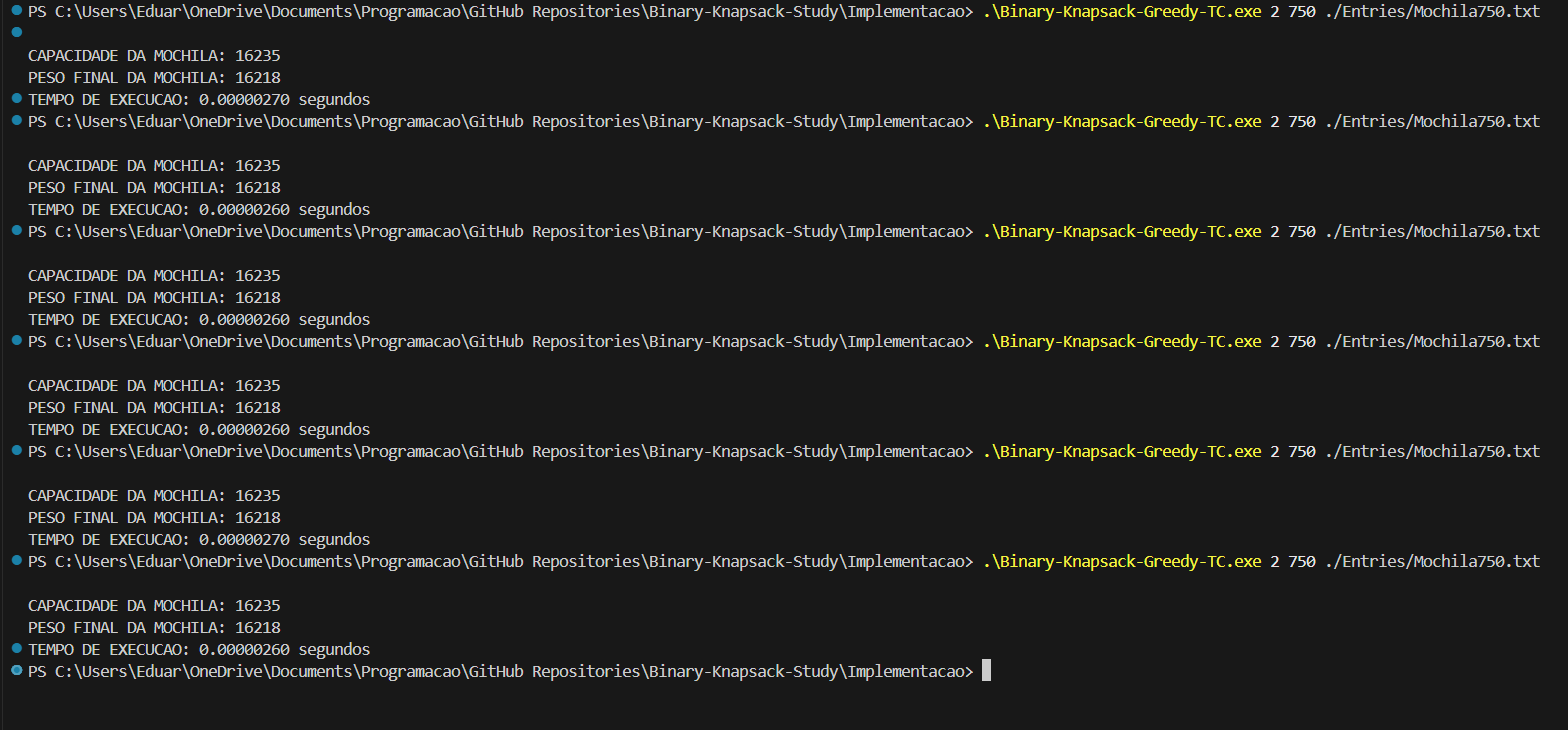 PS C:\Users\Eduar\OneDrive\Documents\Programacao\GitHub Repositories\Binary-Knapsack-Study\Implementacao> .\Binary-Knapsack-Greedy-TC.exe 2 750 ./Entries/Mochila750.txt
CAPACIDADE DA MOCHILA: 16235
PESO FINAL DA MOCHILA: 16218
TEMPO DE EXECUCAO: 0.00000270 segundos
PS C:\Users\Eduar\OneDrive\Documents\Programacao\GitHub Repositories\Binary-Knapsack-Study\Implementacao> .\Binary-Knapsack-Greedy-TC.exe 2 750 ./Entries/Mochila750.txt
CAPACIDADE DA MOCHILA: 16235
PESO FINAL DA MOCHILA: 16218
TEMPO DE EXECUCAO: 0.00000260 segundos
PS C:\Users\Eduar\OneDrive\Documents\Programacao\GitHub Repositories\Binary-Knapsack-Study\Implementacao> .\Binary-Knapsack-Greedy-TC.exe 2 750 ./Entries/Mochila750.txt
CAPACIDADE DA MOCHILA: 16235
PESO FINAL DA MOCHILA: 16218
TEMPO DE EXECUCAO: 0.00000260 segundos
PS C:\Users\Eduar\OneDrive\Documents\Programacao\GitHub Repositories\Binary-Knapsack-Study\Implementacao> .\Binary-Knapsack-Greedy-TC.exe 2 750 ./Entries/Mochila750.txt
CAPACIDADE DA MOCHILA: 16235
PESO FINAL DA MOCHILA: 16218
TEMPO DE EXECUCAO: 0.00000260 segundos
PS C:\Users\Eduar\OneDrive\Documents\Programacao\GitHub Repositories\Binary-Knapsack-Study\Implementacao> .\Binary-Knapsack-Greedy-TC.exe 2 750 ./Entries/Mochila750.txt
CAPACIDADE DA MOCHILA: 16235
PESO FINAL DA MOCHILA: 16218
TEMPO DE EXECUCAO: 0.00000270 segundos
PS C:\Users\Eduar\OneDrive\Documents\Programacao\GitHub Repositories\Binary-Knapsack-Study\Implementacao> .\Binary-Knapsack-Greedy-TC.exe 2 750 ./Entries/Mochila750.txt
CAPACIDADE DA MOCHILA: 16235
PESO FINAL DA MOCHILA: 16218
TEMPO DE EXECUCAO: 0.00000260 segundos
PS C:\Users\Eduar\OneDrive\Documents\Programacao\GitHub Repositories\Binary-Knapsack-Study\Implementacao>